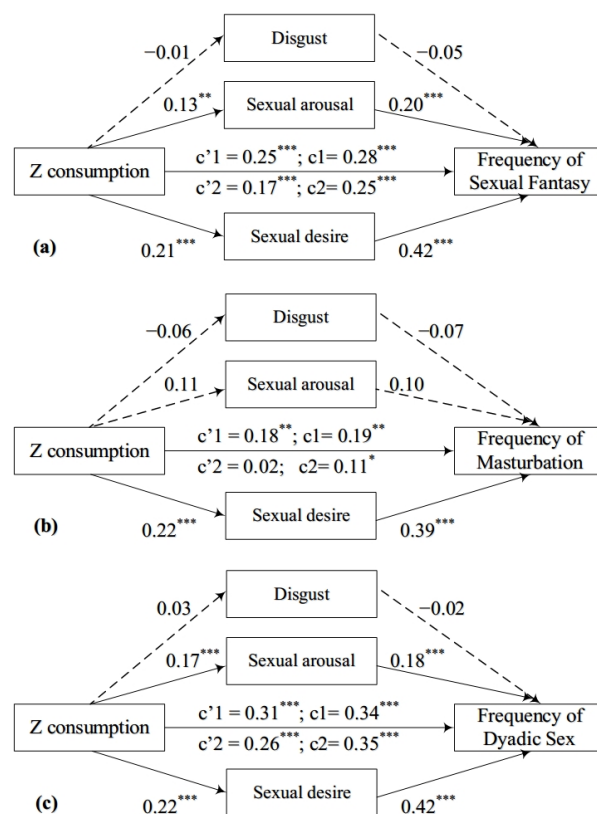 Disgust
−0.01
−0.05
0.13**
Sexual arousal
0.20***
Z consumption
c'1 = 0.25***; c1= 0.28***
c'2 = 0.17***; c2= 0.25***
Frequency of
Sexual Fantasy
(a)
0.21***
Sexual desire
0.42***
Disgust
−0.06
−0.07
0.11
Sexual arousal
0.10
Z consumption
c'1 = 0.18**; c1= 0.19**
c'2 = 0.02; c2= 0.11*
Frequency of
Masturbation
(b)
0.22***
Sexual desire
0.39***
Disgust
0.03
−0.02
0.17***
Sexual arousal
0.18***
Z consumption
c'1 = 0.31***; c1= 0.34***
c'2 = 0.26***; c2= 0.35***
Frequency of
Dyadic Sex
(c)
0.22***
Sexual desire
0.42***